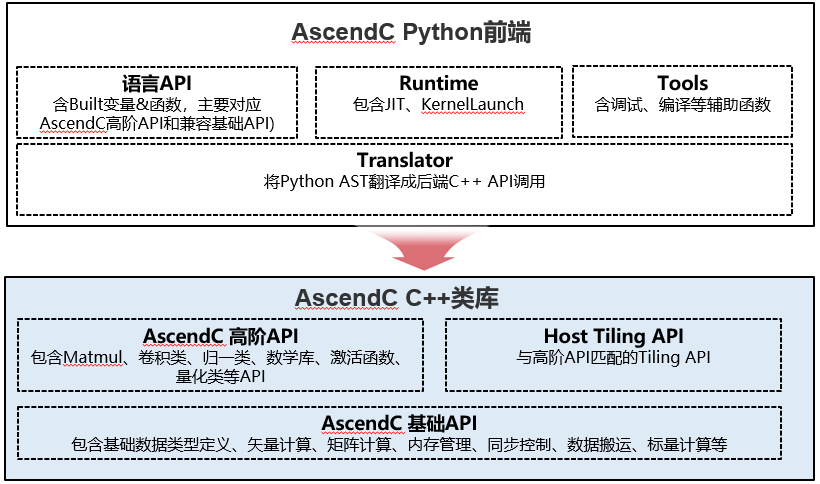 AscendC Python前端
语言API
含Built变量&函数，主要对应
AscendC高阶API和兼容基础API)
Runtime
包含JIT、KernelLaunch
Tools
含调试、编译等辅助函数
Translator
将Python AST翻译成后端C++ API调用
AscendC C++类库
AscendC 高阶API
包含Matmul、卷积类、归一类、数学库、激活函数、
量化类等API
Host Tiling API
与高阶API匹配的Tiling API
AscendC 基础API
包含基础数据类型定义、矢量计算、矩阵计算、内存管理、同步控制、数据搬运、标量计算等